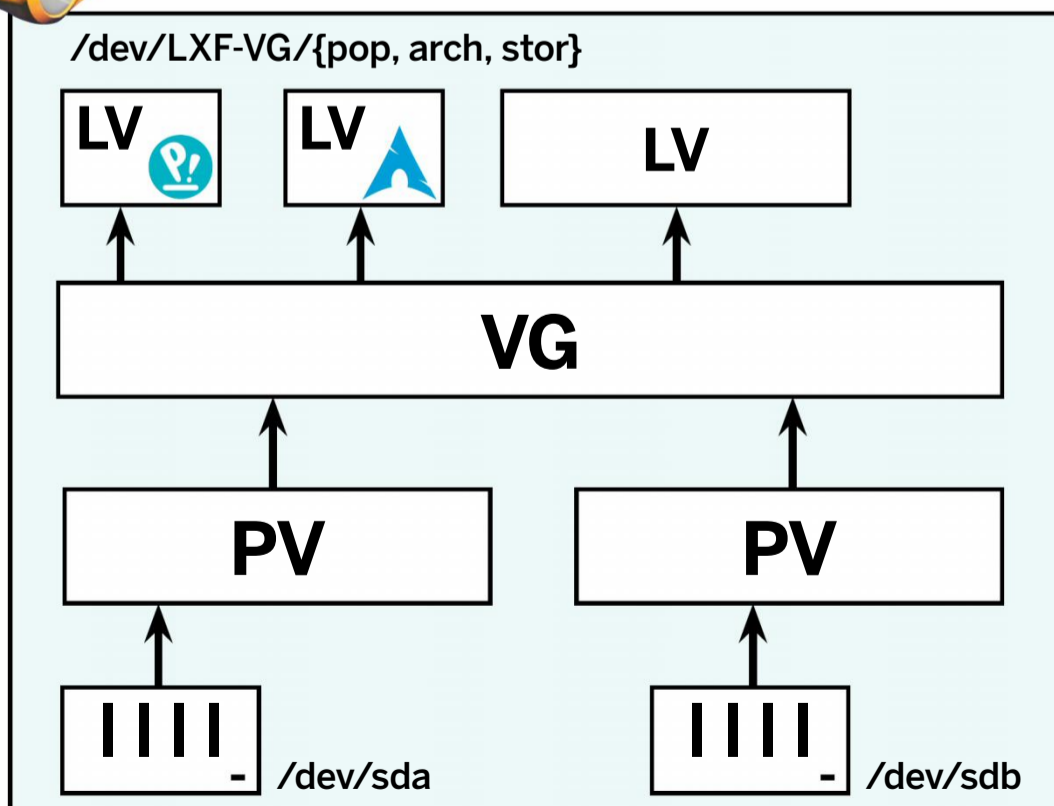 /dev/LXF-VG/{pop, arch, stor}
LV P! LV LV
VG
PV PV
/dev/sda /dev/sdb